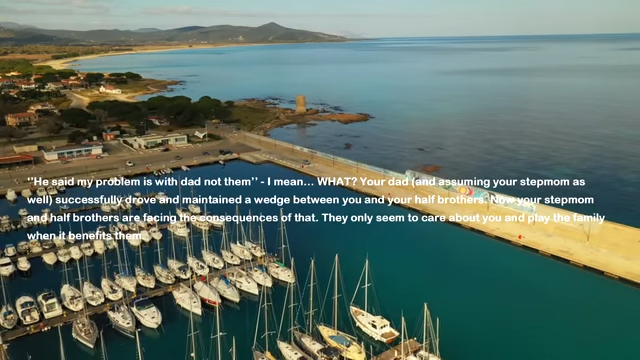 ''He said my problem is with dad not them'' - I mean... WHAT? Your dad (and assuming your stepmom as
well) successfully drove and maintained a wedge between you and your half brothers. Now your stepmom
and half brothers are facing the consequences of that. They only seem to care about you and play the family
when it benefits them.